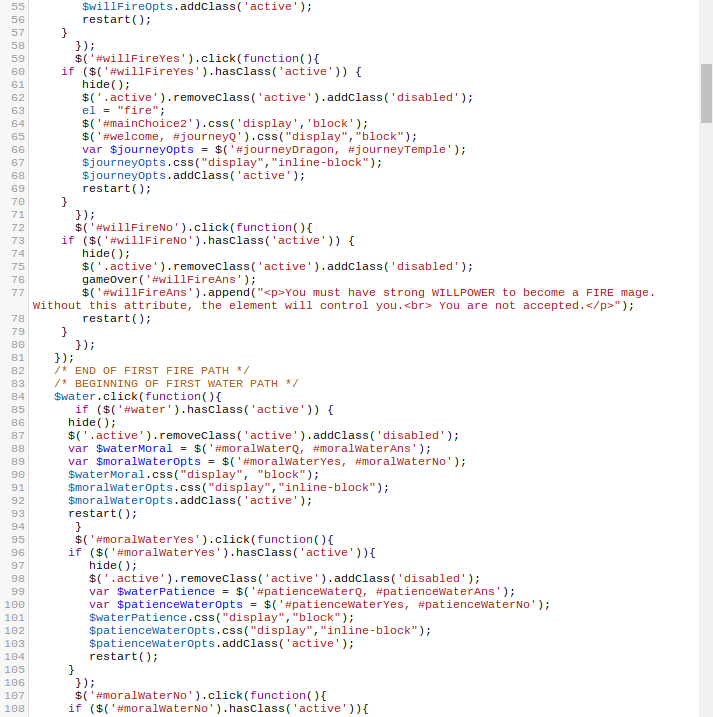 55 $willFireOpts.addClass('active');
56 restart();
57 }
58 });
59 $('#willFireYes').click(function(){
60 if ($('#willFireYes').hasClass('active')) {
61 hide();
62 $('.active').removeClass('active').addClass('disabled');
63 el = "fire";
64 $('#mainChoice2').css('display','block');
65 $('#welcome, #journeyQ').css("display","block");
66 var $journeyOpts = $('#journeyDragon, #journeyTemple');
67 $journeyOpts.css("display","inline-block");
68 $journeyOpts.addClass('active');
69 restart();
70 }
71 });
72 $('#willFireNo').click(function(){
73 if ($('#willFireNo').hasClass('active')) {
74 hide();
75 $('.active').removeClass('active').addClass('disabled');
76 gameOver('#willFireAns');
77 $('#willFireAns').append("<p>You must have strong WILLPOWER to become a FIRE mage.
Without this attribute, the element will control you.<br> You are not accepted.</p>");
78 restart();
79 }
80 });
81 });
82 /* END OF FIRST FIRE PATH */
83 /* BEGINNING OF FIRST WATER PATH */
84 $water.click(function(){
85 if ($('#water').hasClass('active')) {
86 hide();
87 $('.active').removeClass('active').addClass('disabled');
88 var $waterMoral = $('#moralWaterQ, #moralWaterAns');
89 var $moralWaterOpts = $('#moralWaterYes, #moralWaterNo');
90 $waterMoral.css("display", "block");
91 $moralWaterOpts.css("display","inline-block");
92 $moralWaterOpts.addClass('active');
93 restart();
94 }
95 $('#moralWaterYes').click(function(){
96 if ($('#moralWaterYes').hasClass('active')){
97 hide();
98 $('.active').removeClass('active').addClass('disabled');
99 var $waterPatience = $('#patienceWaterQ, #patienceWaterAns');
100 var $patienceWaterOpts = $('#patienceWaterYes, #patienceWaterNo');
101 $waterPatience.css("display","block");
102 $patienceWaterOpts.css("display","inline-block");
103 $patienceWaterOpts.addClass('active');
104 restart();
105 }
106 });
107 $('#moralWaterNo').click(function(){
108 if ($('#moralWaterNo').hasClass('active')){